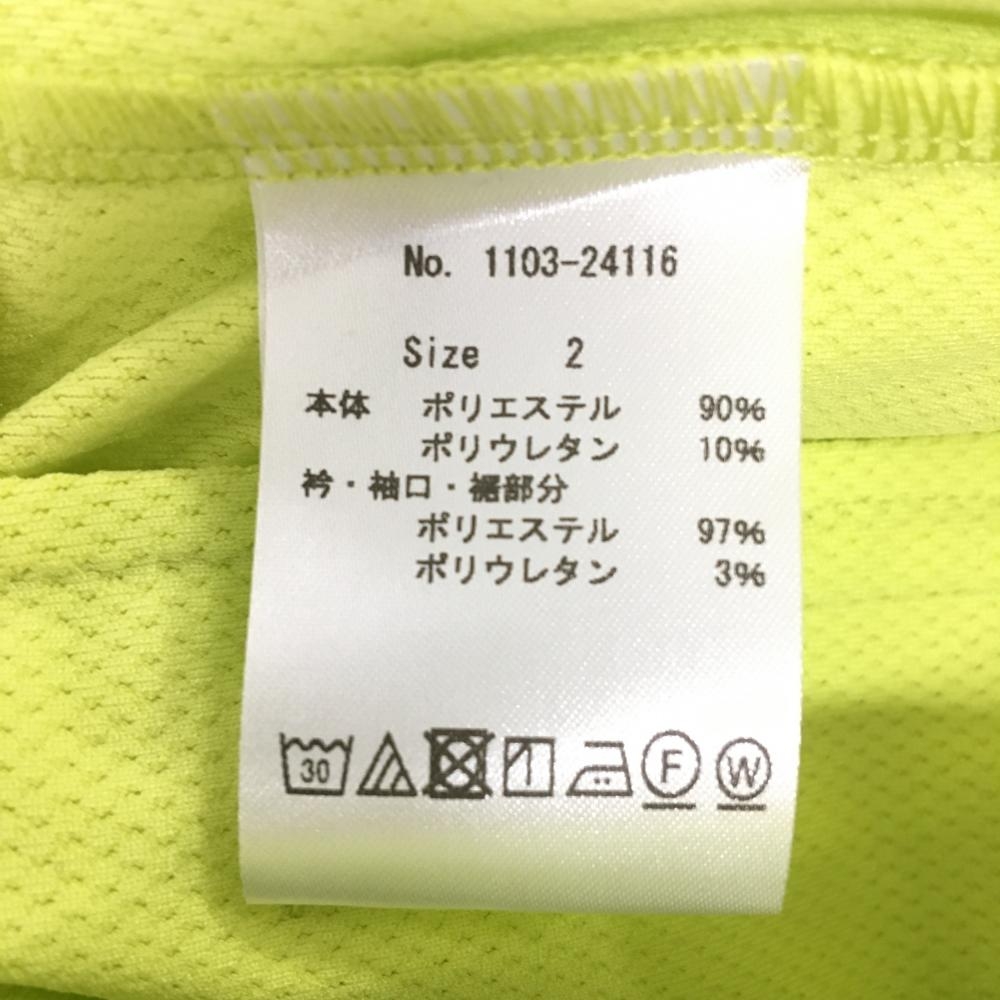 No. 1103-24116
Size 2
本体 ポリエステル 90%
ポリウレタン 10%
衿・袖口・裾部分
ポリエステル 97%
ポリウレタン 3%
30 F W